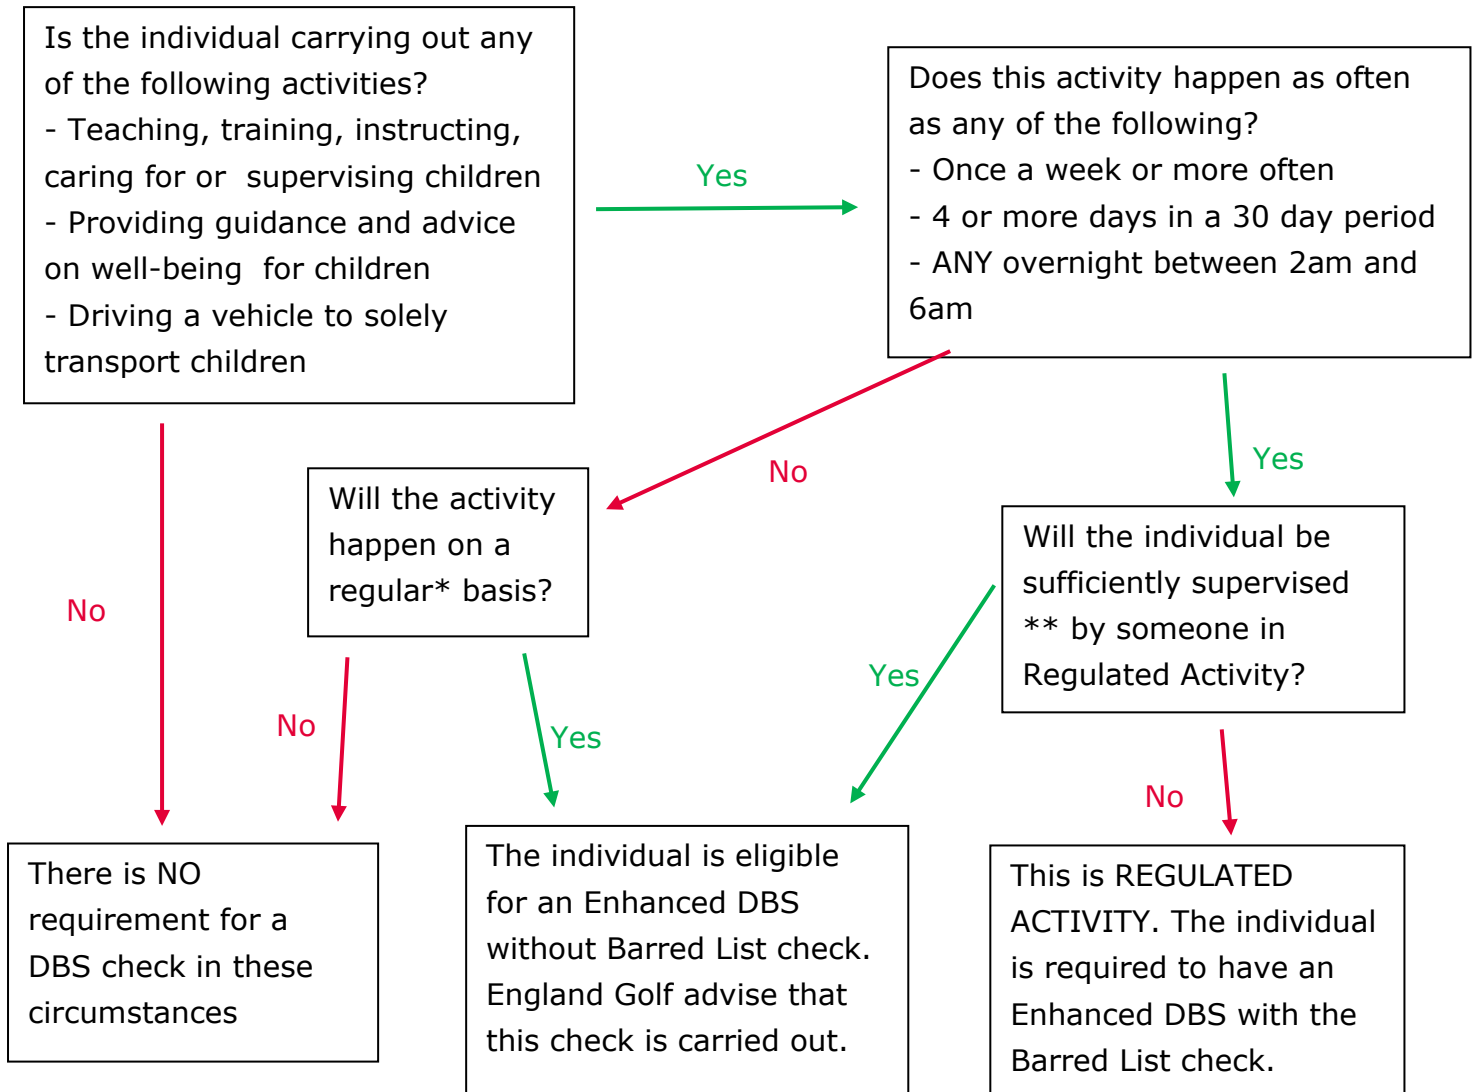 Is the individual carrying out any
of the following activities?
- Teaching, training, instructing,
caring for or  supervising children
- Providing guidance and advice
on well-being  for children
- Driving a vehicle to solely
transport children
Yes
Does this activity happen as often
as any of the following?
- Once a week or more often
- 4 or more days in a 30 day period
- ANY overnight between 2am and
6am
No
Yes
Will the activity
happen on a
regular* basis?
Will the individual be
sufficiently supervised
** by someone in
Regulated Activity?
No
No
Yes
Yes
No
There is NO
requirement for a
DBS check in these
circumstances
The individual is eligible
for an Enhanced DBS
without Barred List check.
England Golf advise that
this check is carried out.
This is REGULATED
ACTIVITY. The individual
is required to have an
Enhanced DBS with the
Barred List check.